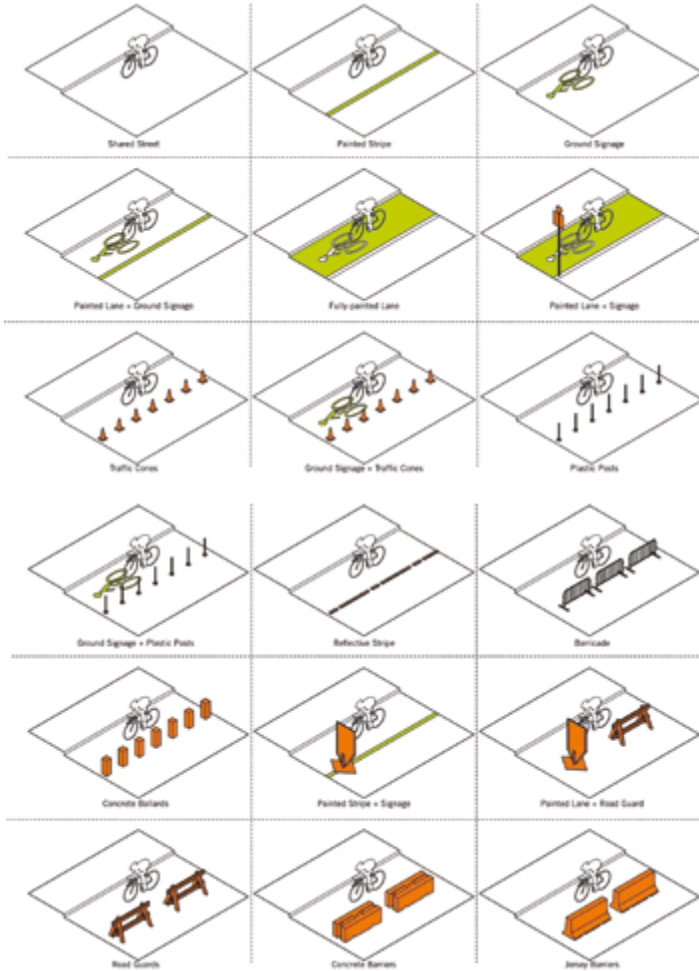 Shared Street
Painted Stripe
Ground Signage
Painted Lane + Ground Signage
Fully-painted Lane
Painted Lane + Signage
Traffic Cones
Ground Signage + Traffic Cones
Plastic Posts
Ground Signage + Plastic Posts
Reflective Stripe
Barricade
Concrete Bollards
Painted Stripe + Signage
Painted Lane + Road Guard
Road Guards
Concrete Barriers
Jersey Barriers